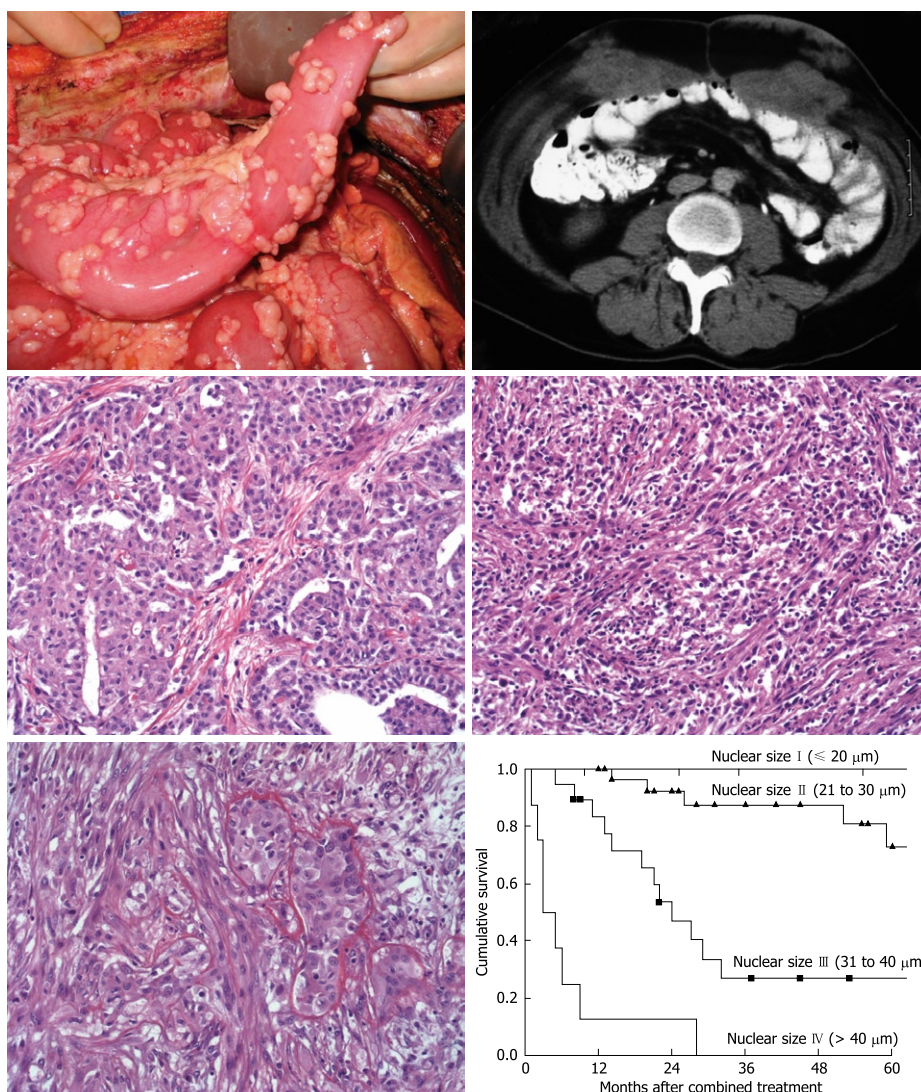 Nuclear size Ⅰ (≤ 20 μm)
Nuclear size Ⅱ (21 to 30 μm)
Nuclear size Ⅲ (31 to 40 μm)
Nuclear size Ⅳ (> 40 μm)
1.0
0.8
0.6
0.4
0.2
0.0
Cumulative survival
0 12 24 36 48 60
Months after combined treatment